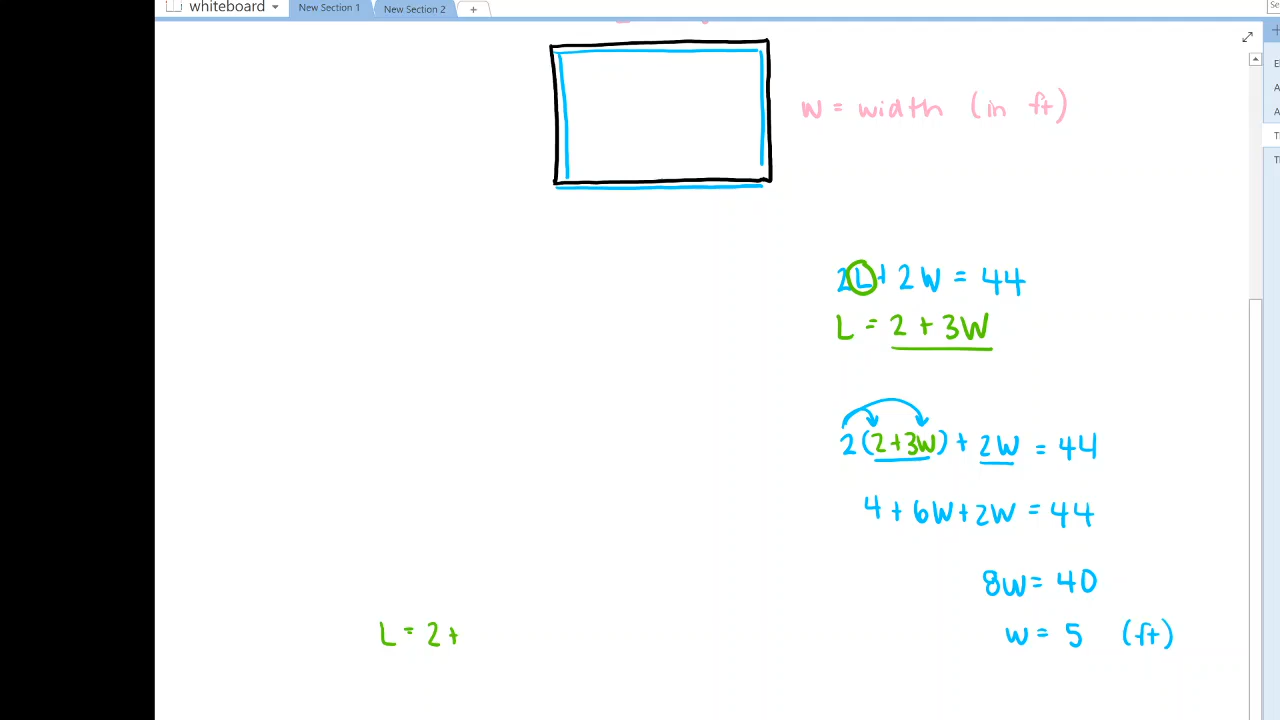 whiteboard
New Section 1
New Section 2
W = width (in ft)
2L + 2W = 44
L = 2 + 3W
2(2+3W) + 2W = 44
4 + 6W + 2W = 44
8W = 40
L = 2 +
W = 5 (ft)